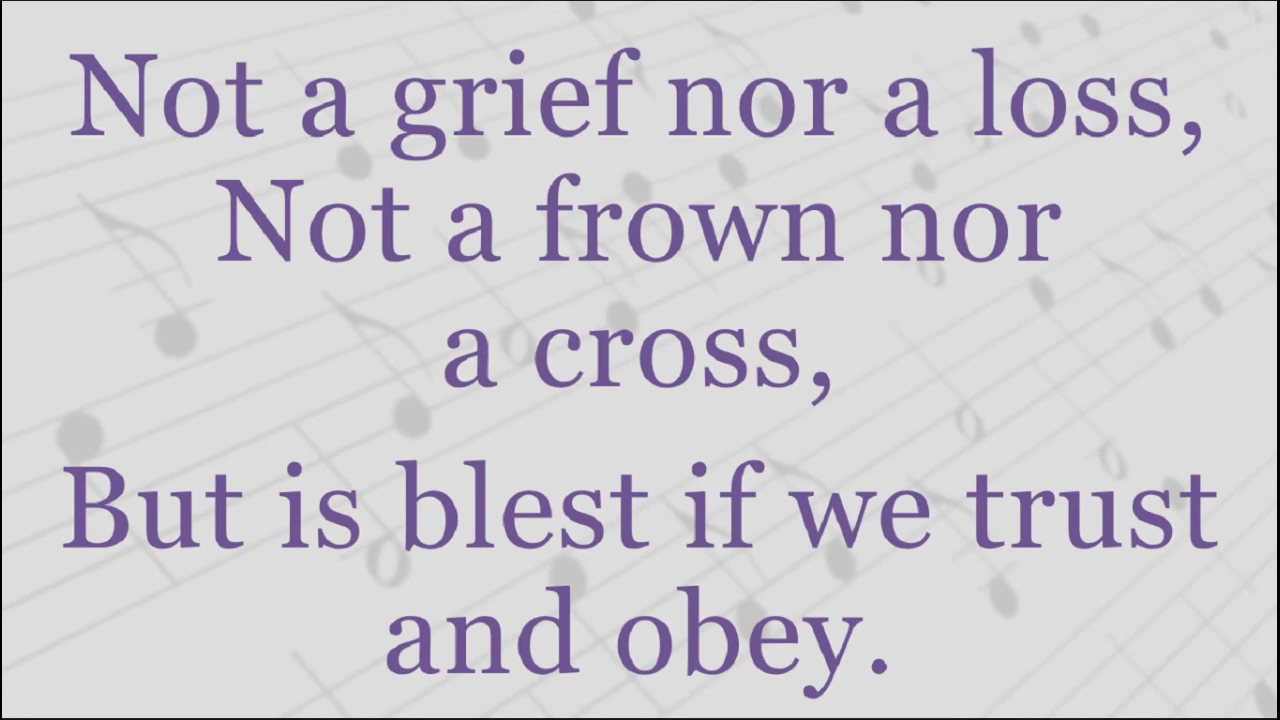 Not a grief nor a loss,
Not a frown nor
a cross,
But is blest if we trust
and obey.